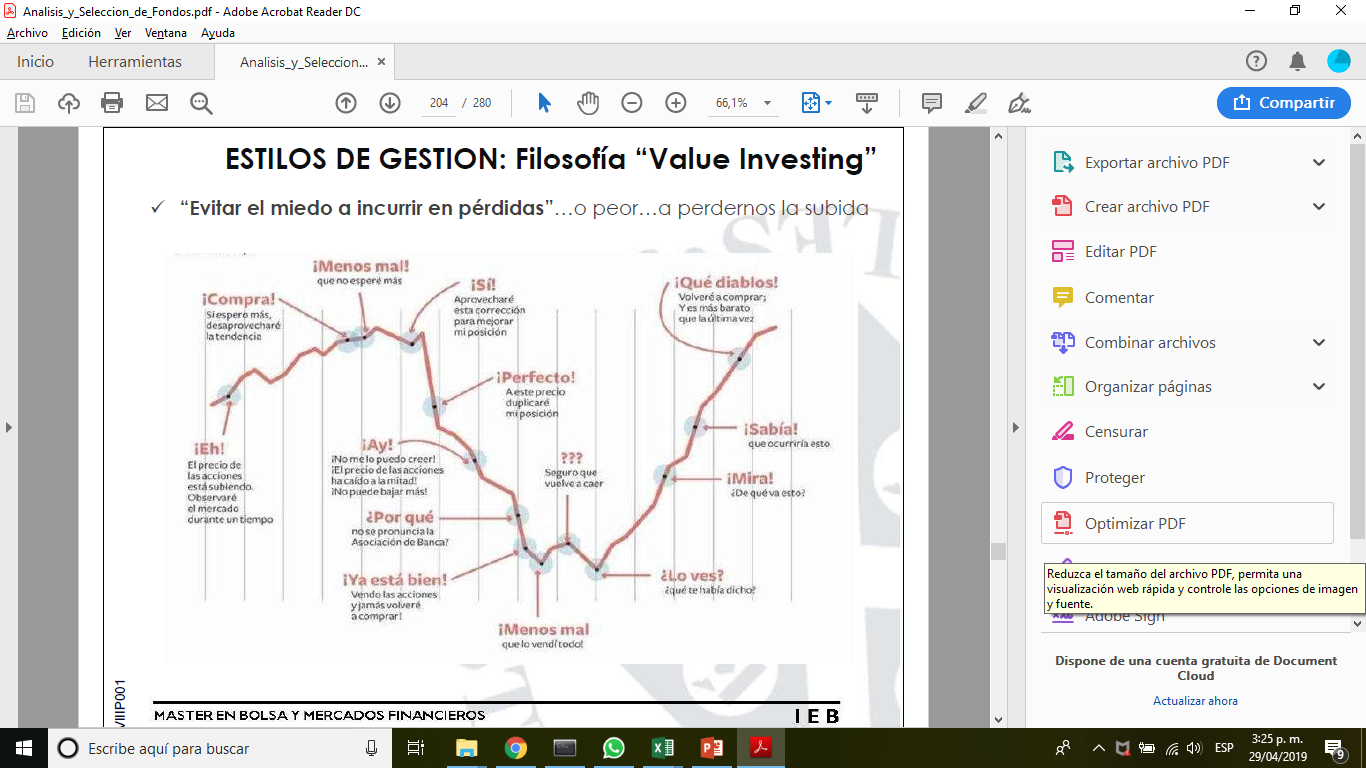 Analisis_y_Seleccion_de_Fondos.pdf - Adobe Acrobat Reader DC
Archivo Edición Ver Ventana Ayuda
Inicio Herramientas Analisis_y_Seleccion... ×
204 / 280 66,1% Compartir
ESTILOS DE GESTION: Filosofía “Value Investing”
✓ “Evitar el miedo a incurrir en pérdidas”…o peor…a perdernos la subida
¡Eh!
El precio de
las acciones
está subiendo.
Observaré
el mercado
durante un tiempo
¡Compra!
Si espero más,
desaprovecharé
la tendencia
¡Menos mal!
que no esperé más
¡Sí!
Aprovecharé
esta corrección
para mejorar
mi posición
¡Perfecto!
A este precio
duplicaré
mi posición
¡Ay!
¡No me lo puedo creer!
¡El precio de las acciones
ha caído a la mitad!
¡No puede bajar más!
¿Por qué
no se pronuncia la
Asociación de Banca?
¡Ya está bien!
Vendo las acciones
y jamás volveré
a comprar!
¡Menos mal
que lo vendí todo!
???
Seguro que
vuelve a caer
¿Lo ves?
¿qué te había dicho?
¡Mira!
¿De qué va esto?
¡Sabía!
que ocurriría esto
¡Qué diablos!
Volveré a comprar;
Y es más barato
que la última vez
VIIIP001
MASTER EN BOLSA Y MERCADOS FINANCIEROS
I E B
Exportar archivo PDF
Crear archivo PDF
Editar PDF
Comentar
Combinar archivos
Organizar páginas
Censurar
Proteger
Optimizar PDF
Reduzca el tamaño del archivo PDF, permita una
visualización web rápida y controle las opciones de imagen
y fuente.
Adobe Sign
Dispone de una cuenta gratuita de Document
Cloud
Actualizar ahora
Escribe aquí para buscar
ESP
3:25 p. m.
29/04/2019
9